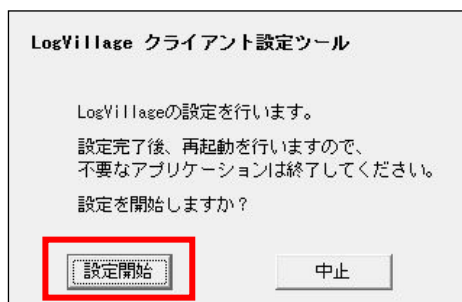 LogVillage クライアント設定ツール
LogVillageの設定を行います。
設定完了後、再起動を行いますので、
不要なアプリケーションは終了してください。
設定を開始しますか？
設定開始
中止